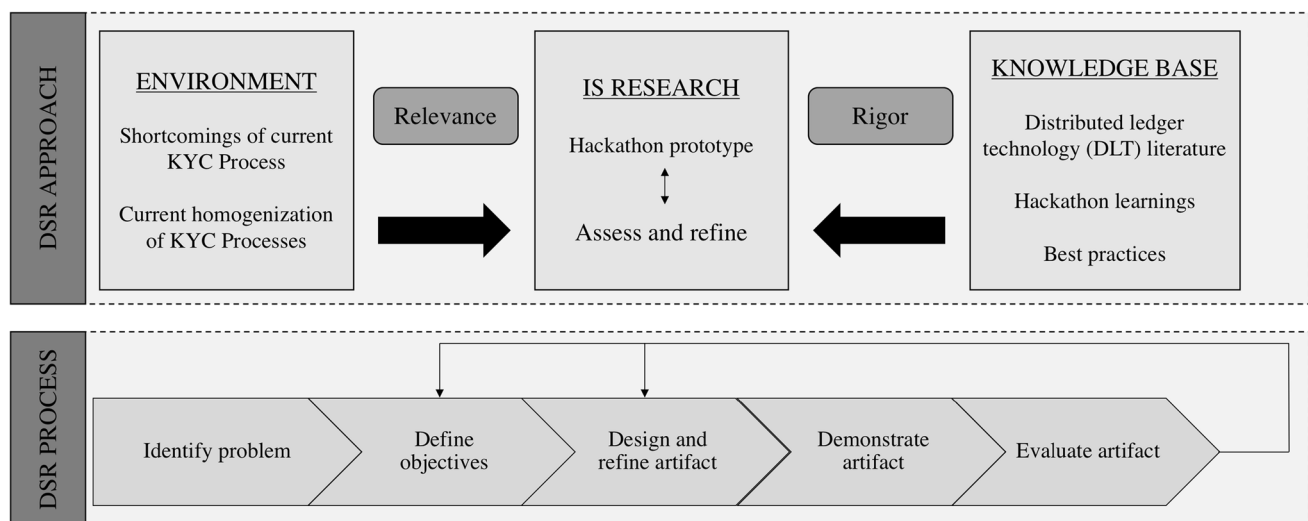 DSR APPROACH
ENVIRONMENT
Shortcomings of current
KYC Process
Current homogenization
of KYC Processes
Relevance
IS RESEARCH
Hackathon prototype
Assess and refine
Rigor
KNOWLEDGE BASE
Distributed ledger
technology (DLT) literature
Hackathon learnings
Best practices
DSR PROCESS
Identify problem
Define
objectives
Design and
refine artifact
Demonstrate
artifact
Evaluate artifact